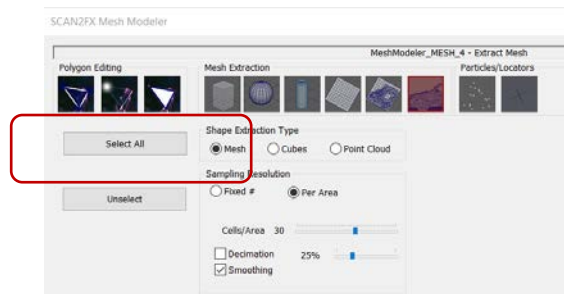 SCAN2FX Mesh Modeler
MeshModeler_MESH_4 - Extract Mesh
Polygon Editing
Mesh Extraction
Particles/Locators
Select All
Unselect
Shape Extraction Type
Mesh Cubes Point Cloud
Sampling Resolution
Fixed # Per Area
Cells/Area 30
Decimation 25%
Smoothing